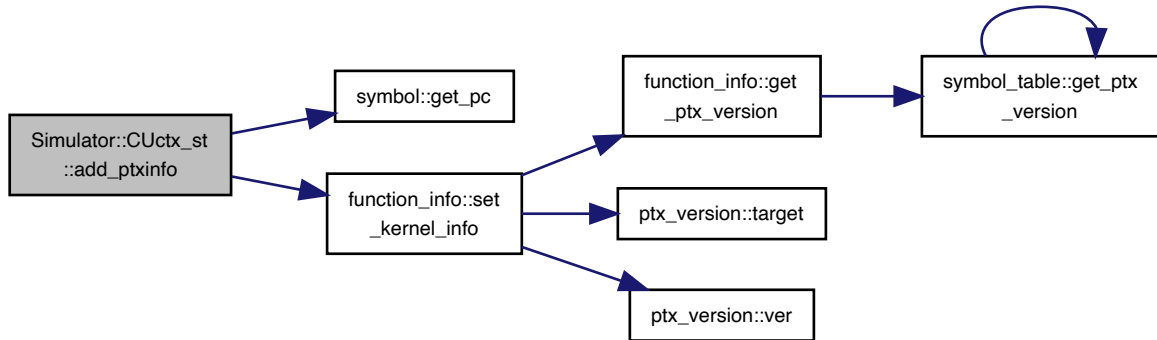 Simulator::CUctx_st
::add_ptxinfo
symbol::get_pc
function_info::set
_kernel_info
function_info::get
_ptx_version
ptx_version::target
ptx_version::ver
symbol_table::get_ptx
_version